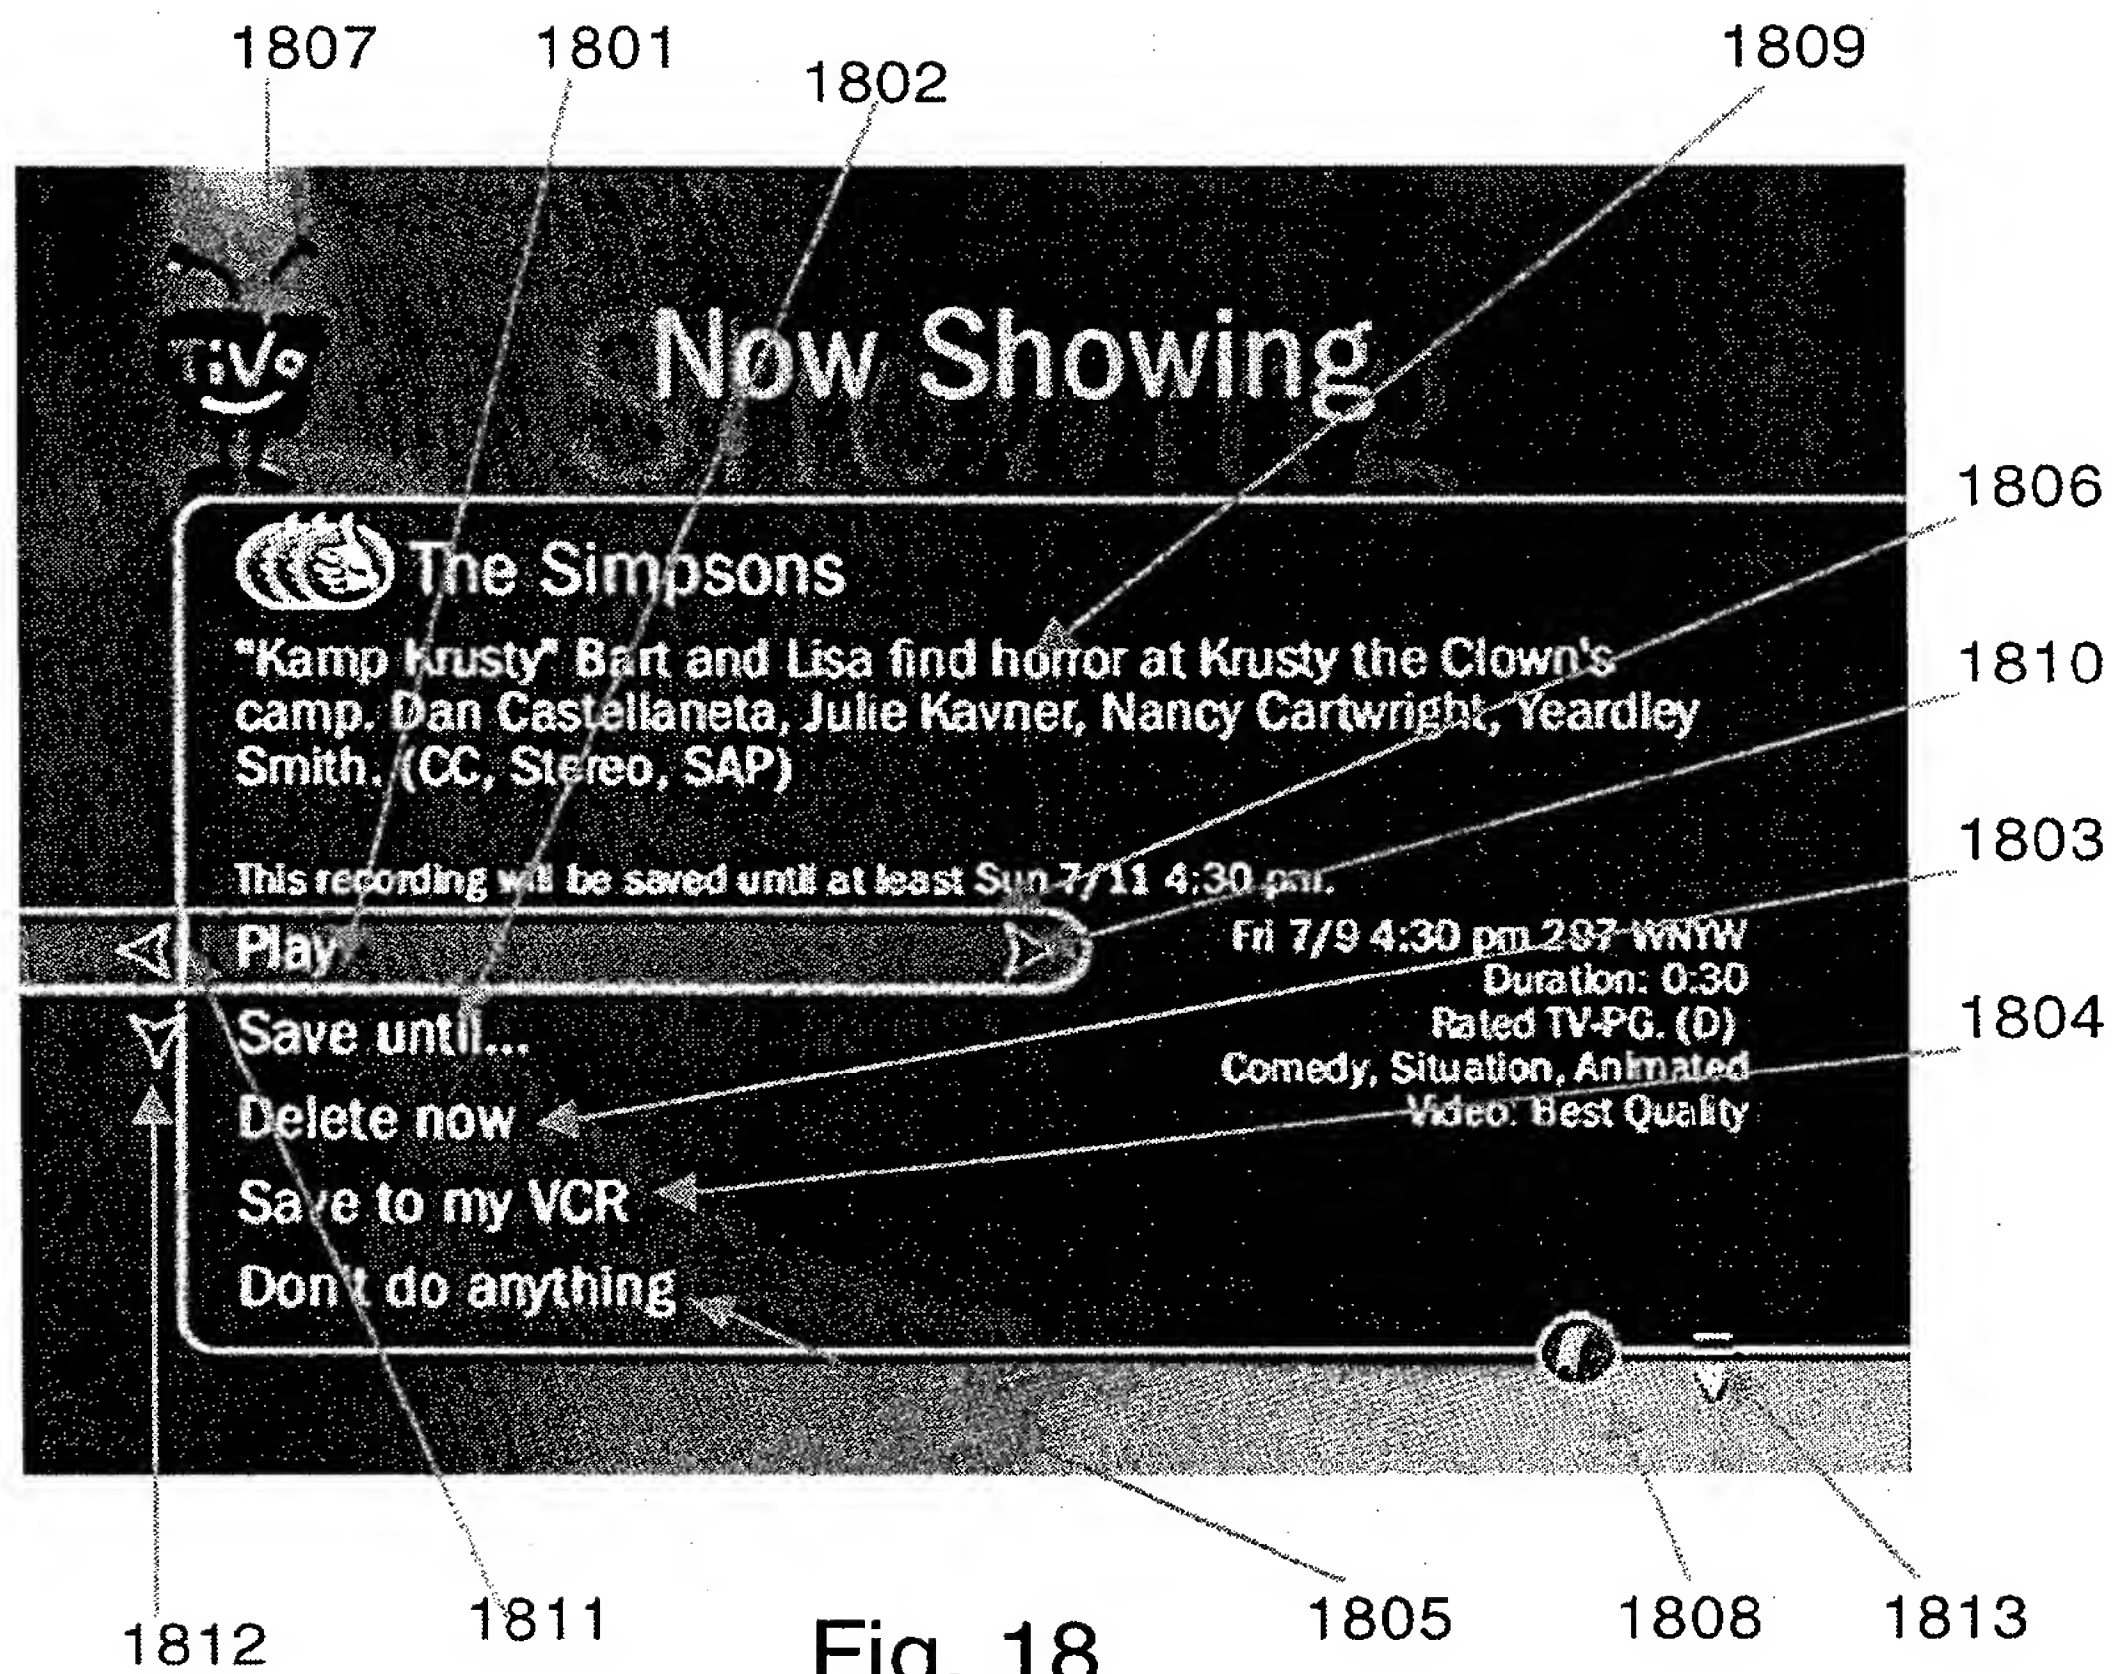 1807
1801
1802
1809
TiVo
Now Showing
1806
The Simpsons
"Kamp Krusty" Bart and Lisa find horror at Krusty the Clown's
camp. Dan Castellaneta, Julie Kavner, Nancy Cartwright, Yeardley
Smith. (CC, Stereo, SAP)
1810
1803
This recording will be saved until at least Sun 7/11 4:30 pm.
Play
Fri 7/9 4:30 pm 297 WNYW
Duration: 0:30
Save until...
Rated TV-PG. (D)
1804
Comedy, Situation, Animated
Delete now
Video: Best Quality
Save to my VCR
Don't do anything
1812
1811
Fig. 18
1805
1808
1813